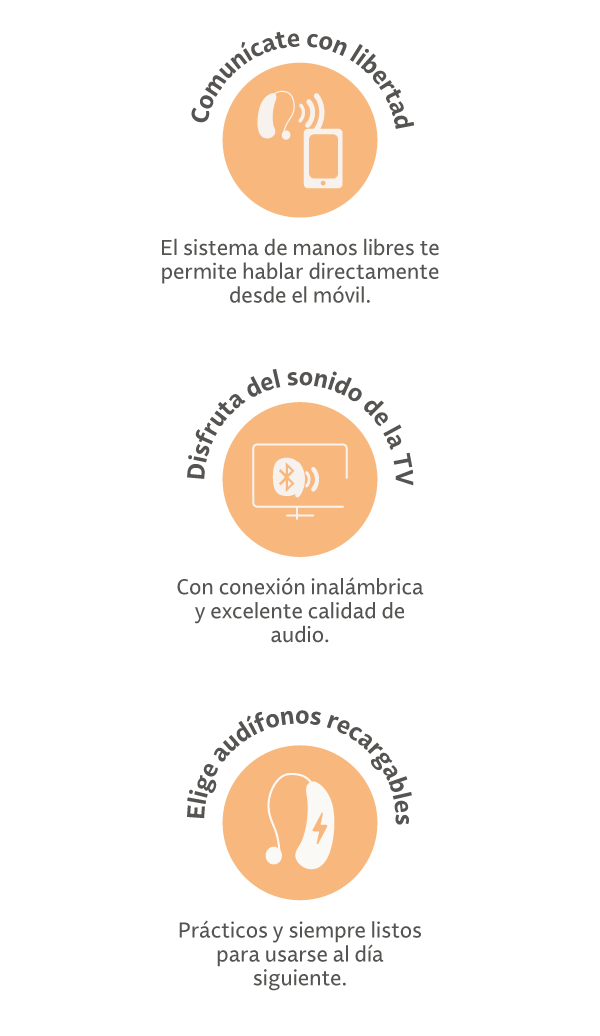 Comunícate con libertad
El sistema de manos libres te
permite hablar directamente
desde el móvil.
Disfruta del sonido de la TV
Con conexión inalámbrica
y excelente calidad de
audio.
Elige audífonos recargables
Prácticos y siempre listos
para usarse al día
siguiente.